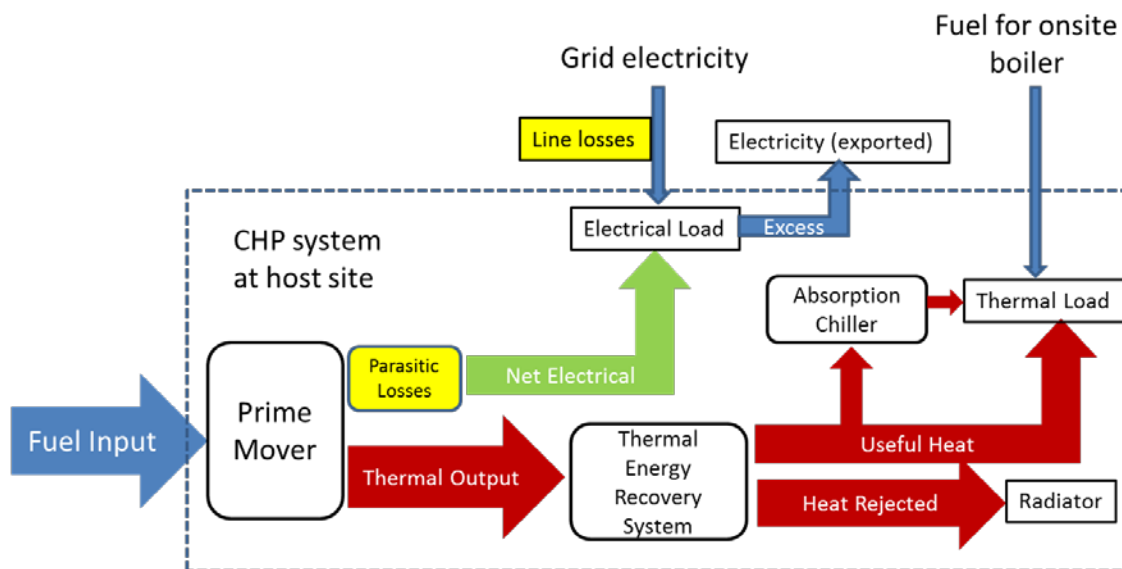 Fuel for onsite
boiler
Grid electricity
Line losses
Electricity (exported)
Electrical Load
Excess
CHP system
at host site
Absorption
Chiller
Thermal Load
Parasitic
Losses
Net Electrical
Prime
Mover
Fuel Input
Thermal Output
Thermal
Energy
Recovery
System
Useful Heat
Heat Rejected
Radiator